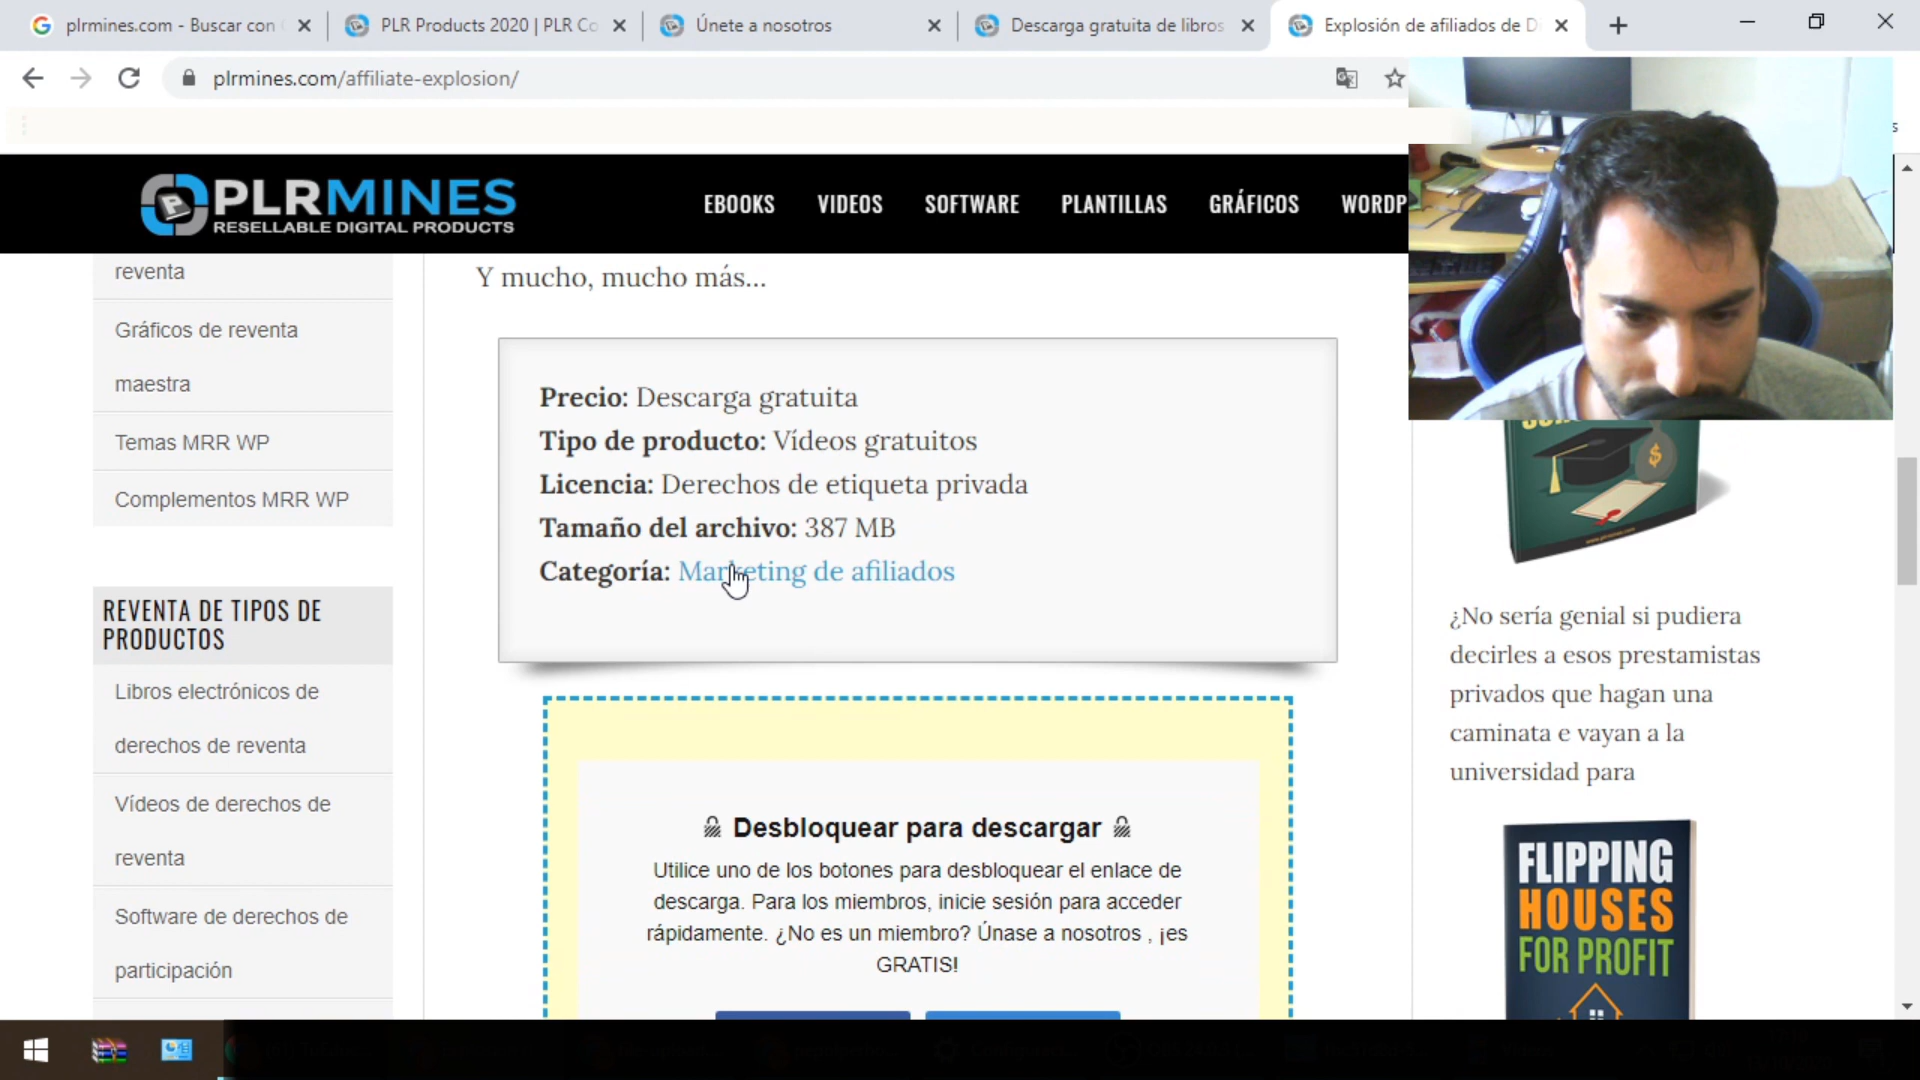 plrmines.com - Buscar con
PLR Products 2020 | PLR Co
Únete a nosotros
Descarga gratuita de libros
Explosión de afiliados de D
plrmines.com/affiliate-explosion/
PLRMINES
RESELLABLE DIGITAL PRODUCTS
EBOOKS
VIDEOS
SOFTWARE
PLANTILLAS
GRÁFICOS
WORDP
reventa
Gráficos de reventa
maestra
Temas MRR WP
Complementos MRR WP
REVENTA DE TIPOS DE
PRODUCTOS
Libros electrónicos de
derechos de reventa
Vídeos de derechos de
reventa
Software de derechos de
participación
Y mucho, mucho más...
Precio: Descarga gratuita
Tipo de producto: Vídeos gratuitos
Licencia: Derechos de etiqueta privada
Tamaño del archivo: 387 MB
Categoría: Marketing de afiliados
Desbloquear para descargar
Utilice uno de los botones para desbloquear el enlace de
descarga. Para los miembros, inicie sesión para acceder
rápidamente. ¿No es un miembro? Únase a nosotros , ¡es
GRATIS!
¿No sería genial si pudiera
decirles a esos prestamistas
privados que hagan una
caminata e vayan a la
universidad para
FLIPPING
HOUSES
FOR PROFIT